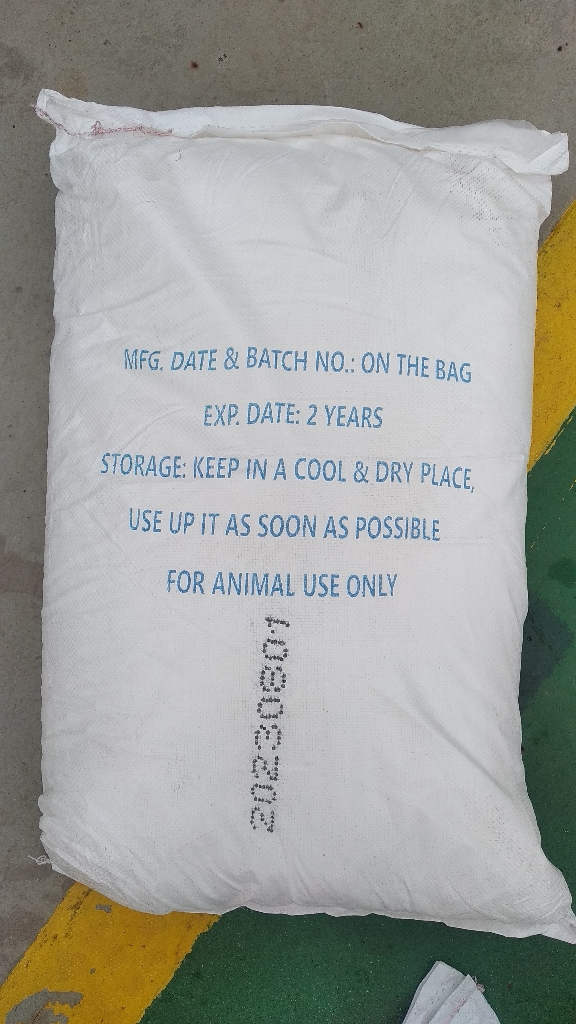 MFG. DATE & BATCH NO.: ON THE BAG
EXP. DATE: 2 YEARS
STORAGE: KEEP IN A COOL & DRY PLACE,
USE UP IT AS SOON AS POSSIBLE
FOR ANIMAL USE ONLY
20230801